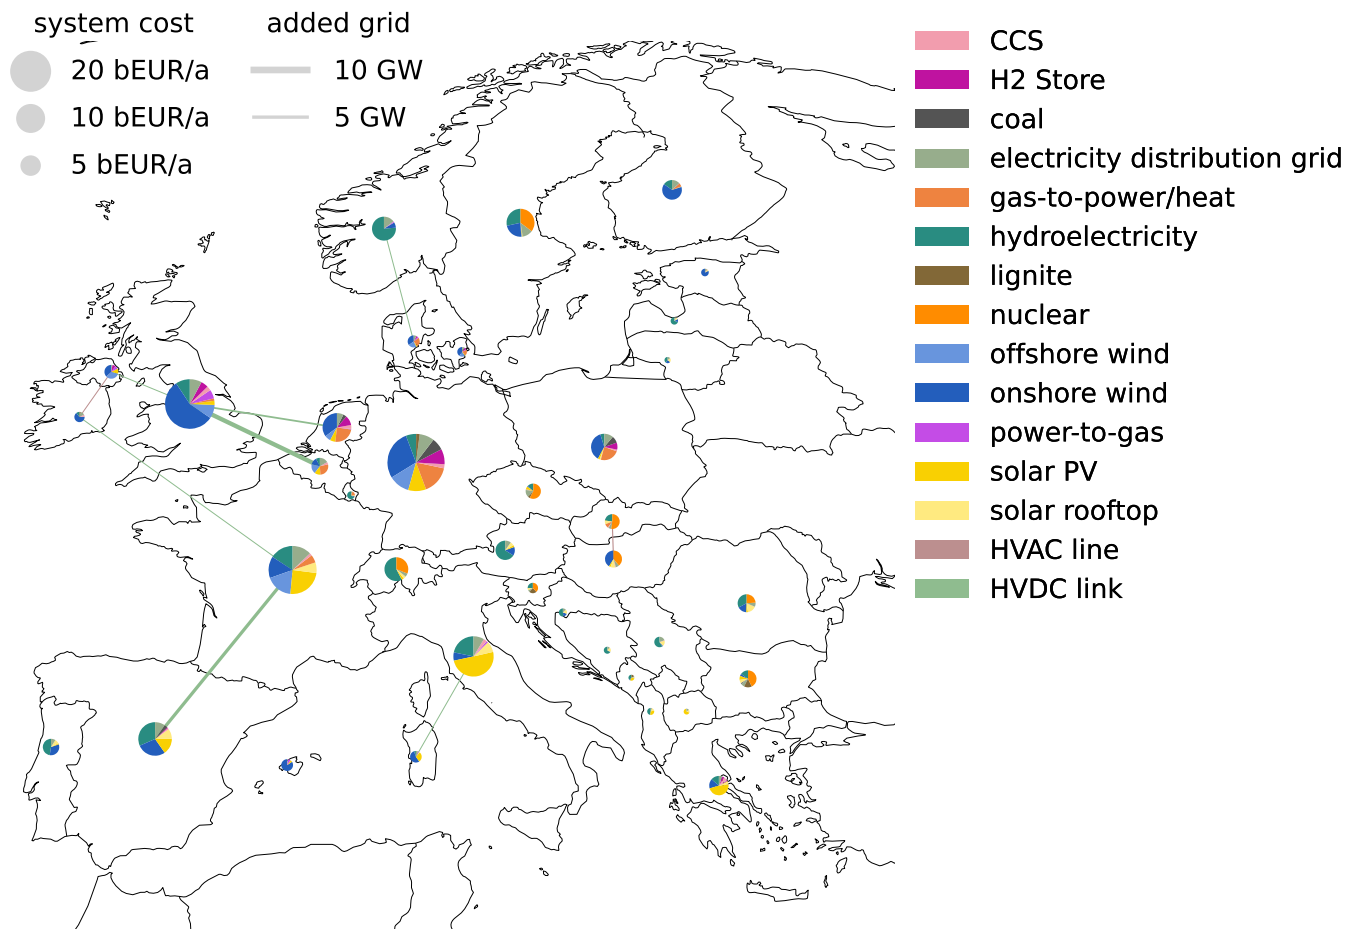 system cost
20 bEUR/a
10 bEUR/a
5 bEUR/a
added grid
10 GW
5 GW
CCS
H2 Store
coal
electricity distribution grid
gas-to-power/heat
hydroelectricity
lignite
nuclear
offshore wind
onshore wind
power-to-gas
solar PV
solar rooftop
HVAC line
HVDC link